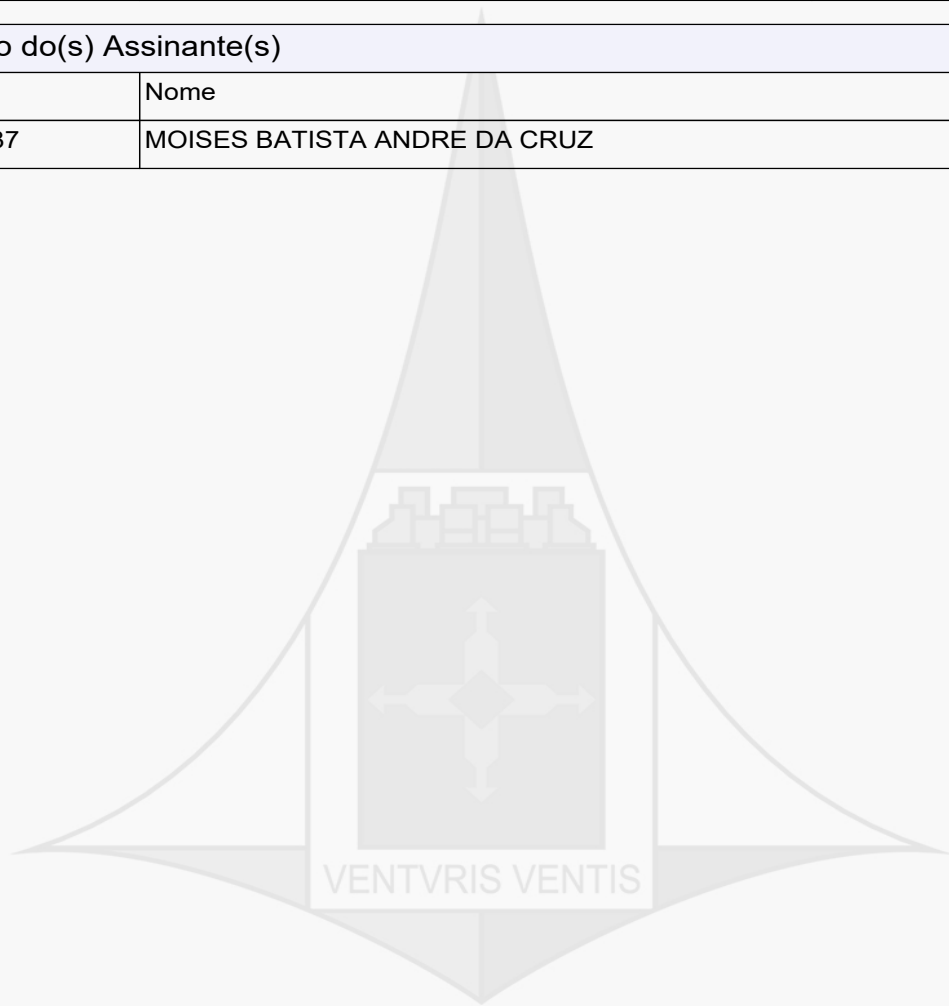 o do(s) Assinante(s)
Nome
37 MOISES BATISTA ANDRE DA CRUZ
VENTVRIS VENTIS